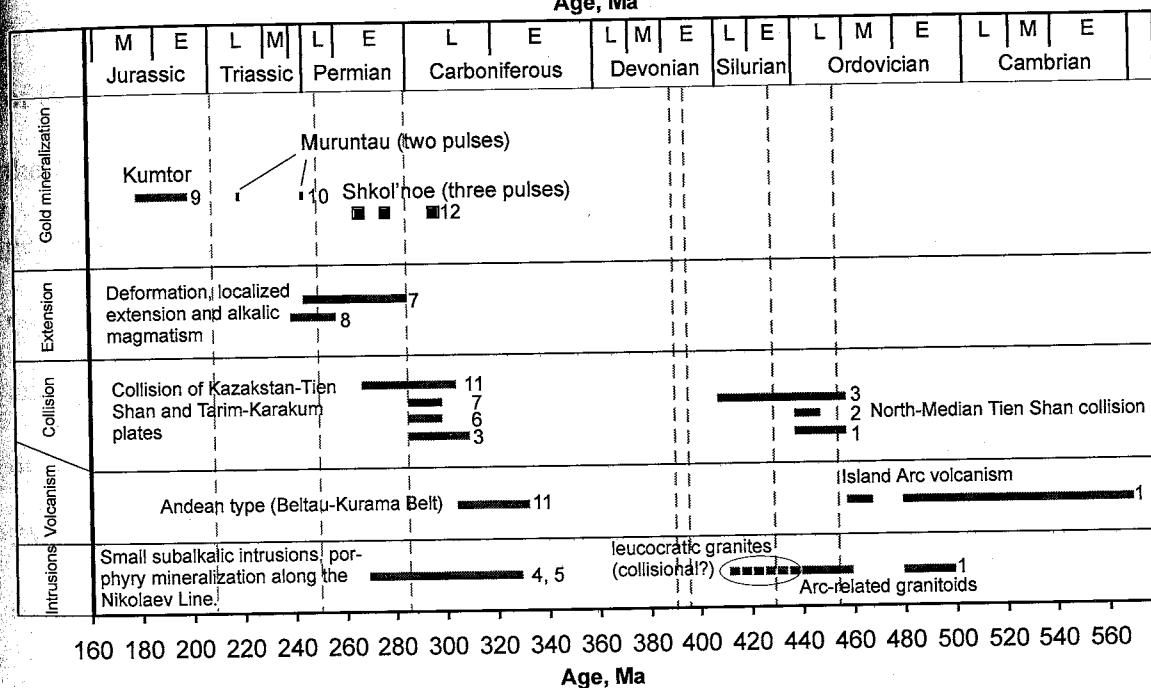 Age, Ma
M E L M L E L E L M E L E L M E L M E
Jurassic Triassic Permian Carboniferous Devonian Silurian Ordovician Cambrian
Gold mineralization
Muruntau (two pulses)
Kumtor
9
10
Shkol'noe (three pulses)
12
Extension
Deformation, localized
extension and alkalic
magmatism
7
8
Collision
Collision of Kazakstan-Tien
Shan and Tarim-Karakum
plates
11
7
6
3
3
2 North-Median Tien Shan collision
1
Volcanism
Andean type (Beltau-Kurama Belt)
11
Island Arc volcanism
1
Intrusions
Small subalkalic intrusions, por-
phyry mineralization along the
Nikolaev Line.
4, 5
leucocratic granites
(collisional?)
1
Arc-related granitoids
160 180 200 220 240 260 280 300 320 340 360 380 400 420 440 460 480 500 520 540 560
Age, Ma